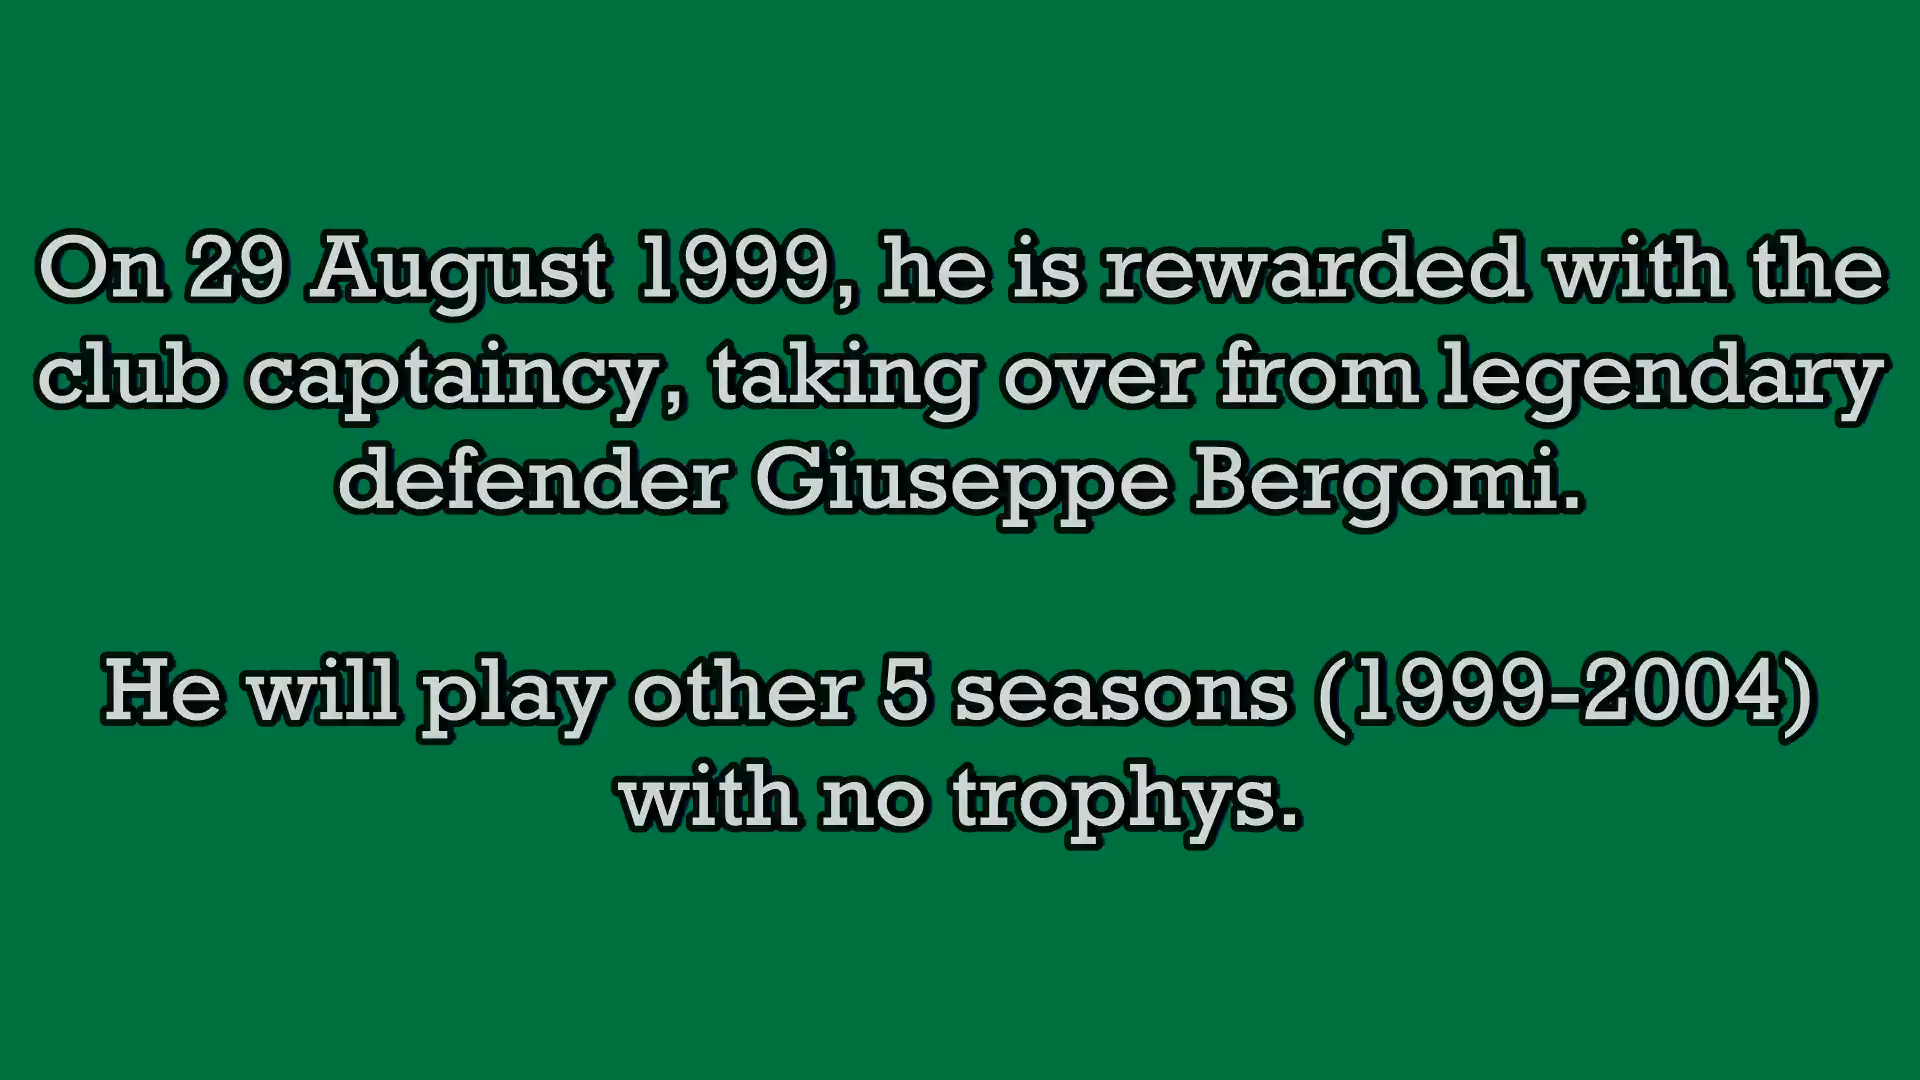 On 29 August 1999, he is rewarded with the
club captaincy, taking over from legendary
defender Giuseppe Bergomi.
He will play other 5 seasons (1999-2004)
with no trophys.